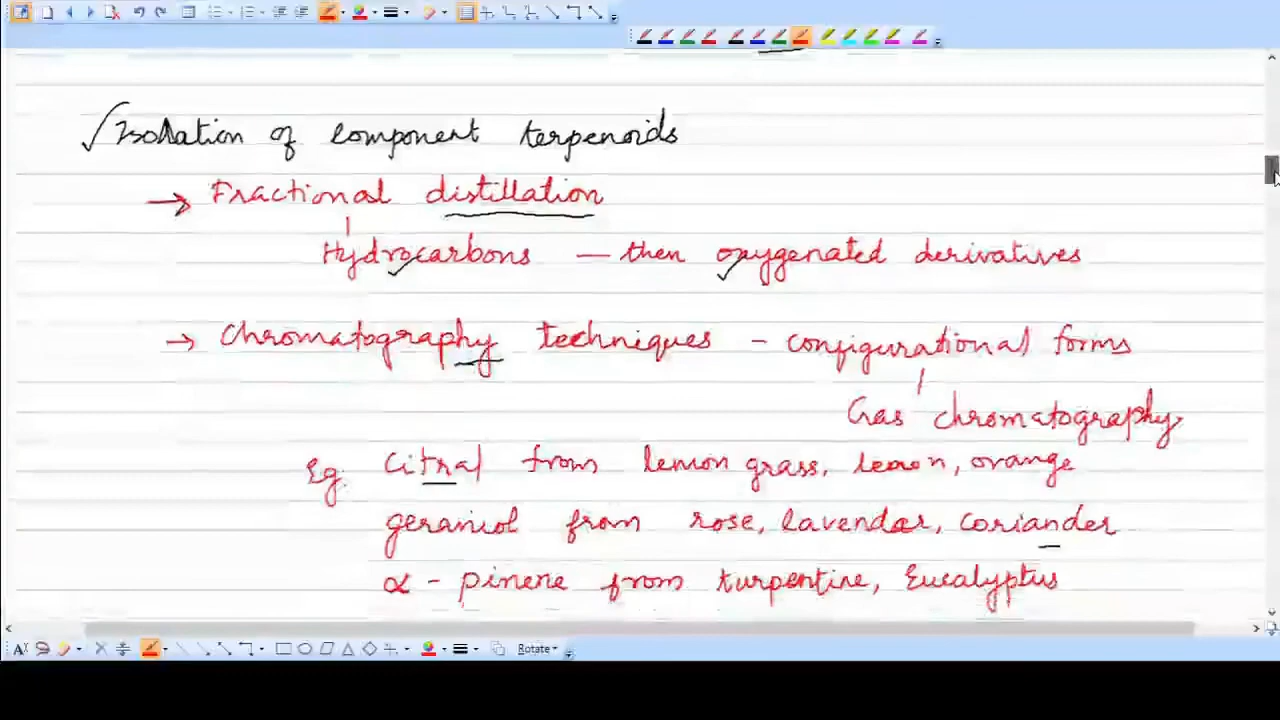 Isolation of component terpenoids
→ Fractional distillation
Hydrocarbons — then oxygenated derivatives
→ Chromatography techniques - configurational forms
Gas chromatography
Eg: Citral from lemon grass, lemon, orange
geraniol from rose, lavendar, coriander
α - pinene from turpentine, Eucalyptus
Rotate